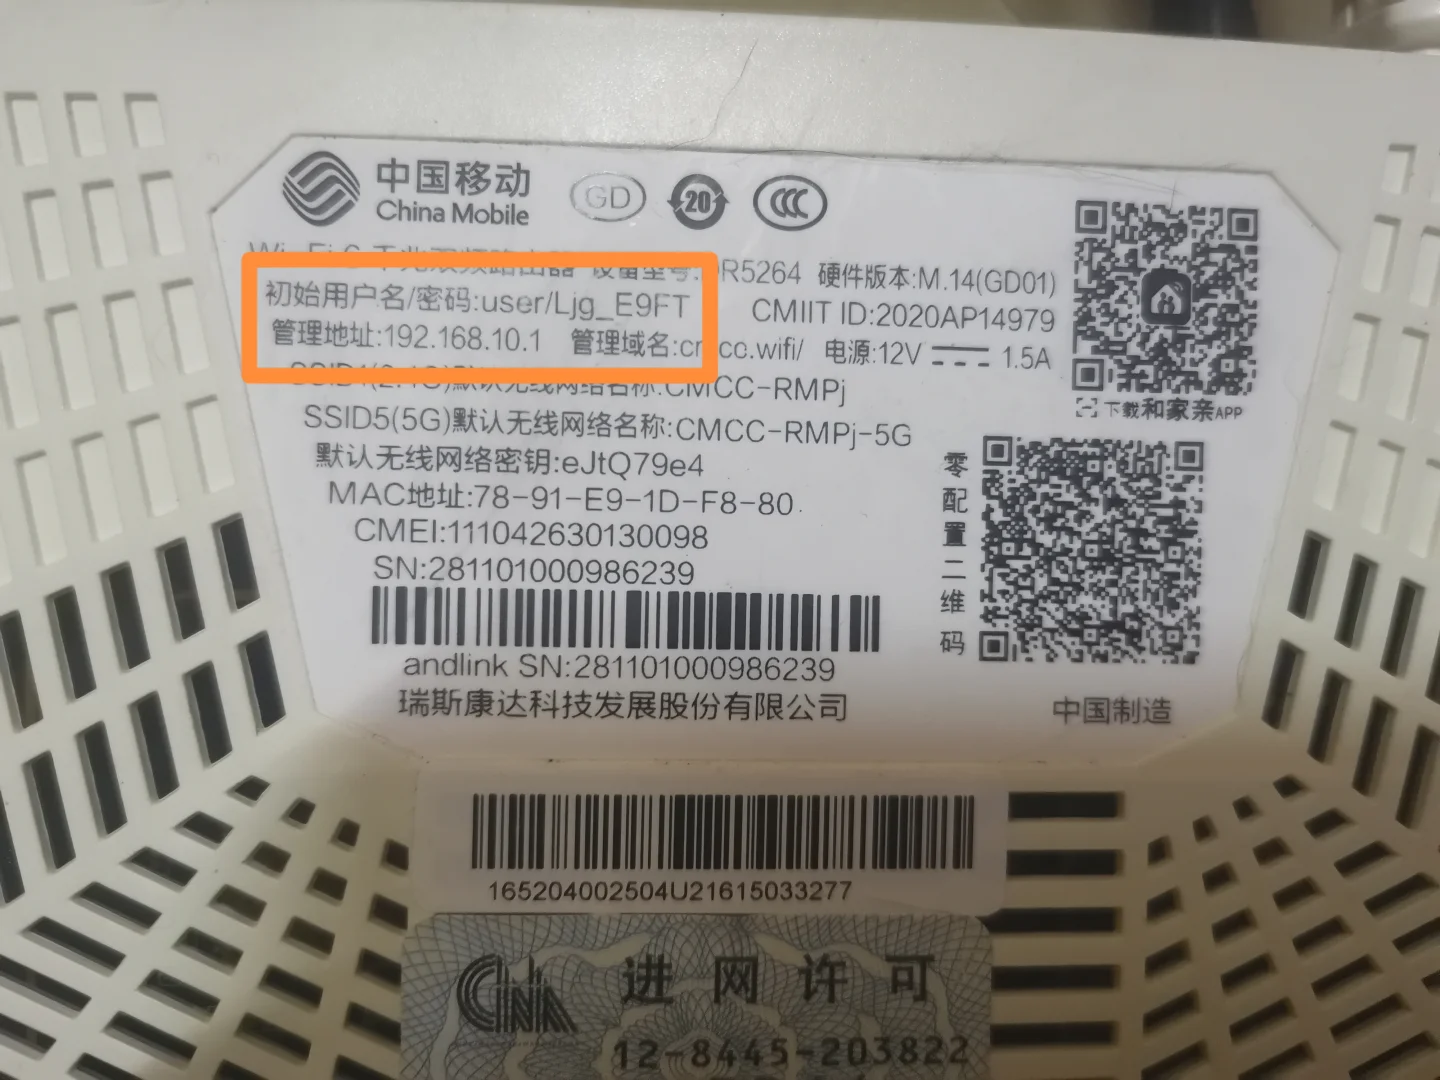 中国移动
China Mobile
GD 20 CCC
初始用户名/密码:user/Ljg_E9FT
R5264 硬件版本:M.14(GD01)
CMIIT ID:2020AP14979
管理地址:192.168.10.1 管理域名:cmcc.wifi/ 电源:12V 1.5A
默认无线网络名称:CMCC-RMPj
SSID5(5G)默认无线网络名称:CMCC-RMPj-5G
默认无线网络密钥:eJtQ79e4
MAC地址:78-91-E9-1D-F8-80
CMEI:111042630130098
SN:281101000986239
andlink SN:281101000986239
瑞斯康达科技发展股份有限公司
下载和家亲APP
零配置二维码
中国制造
165204002504U21615033277
进网许可
12-8445-203822